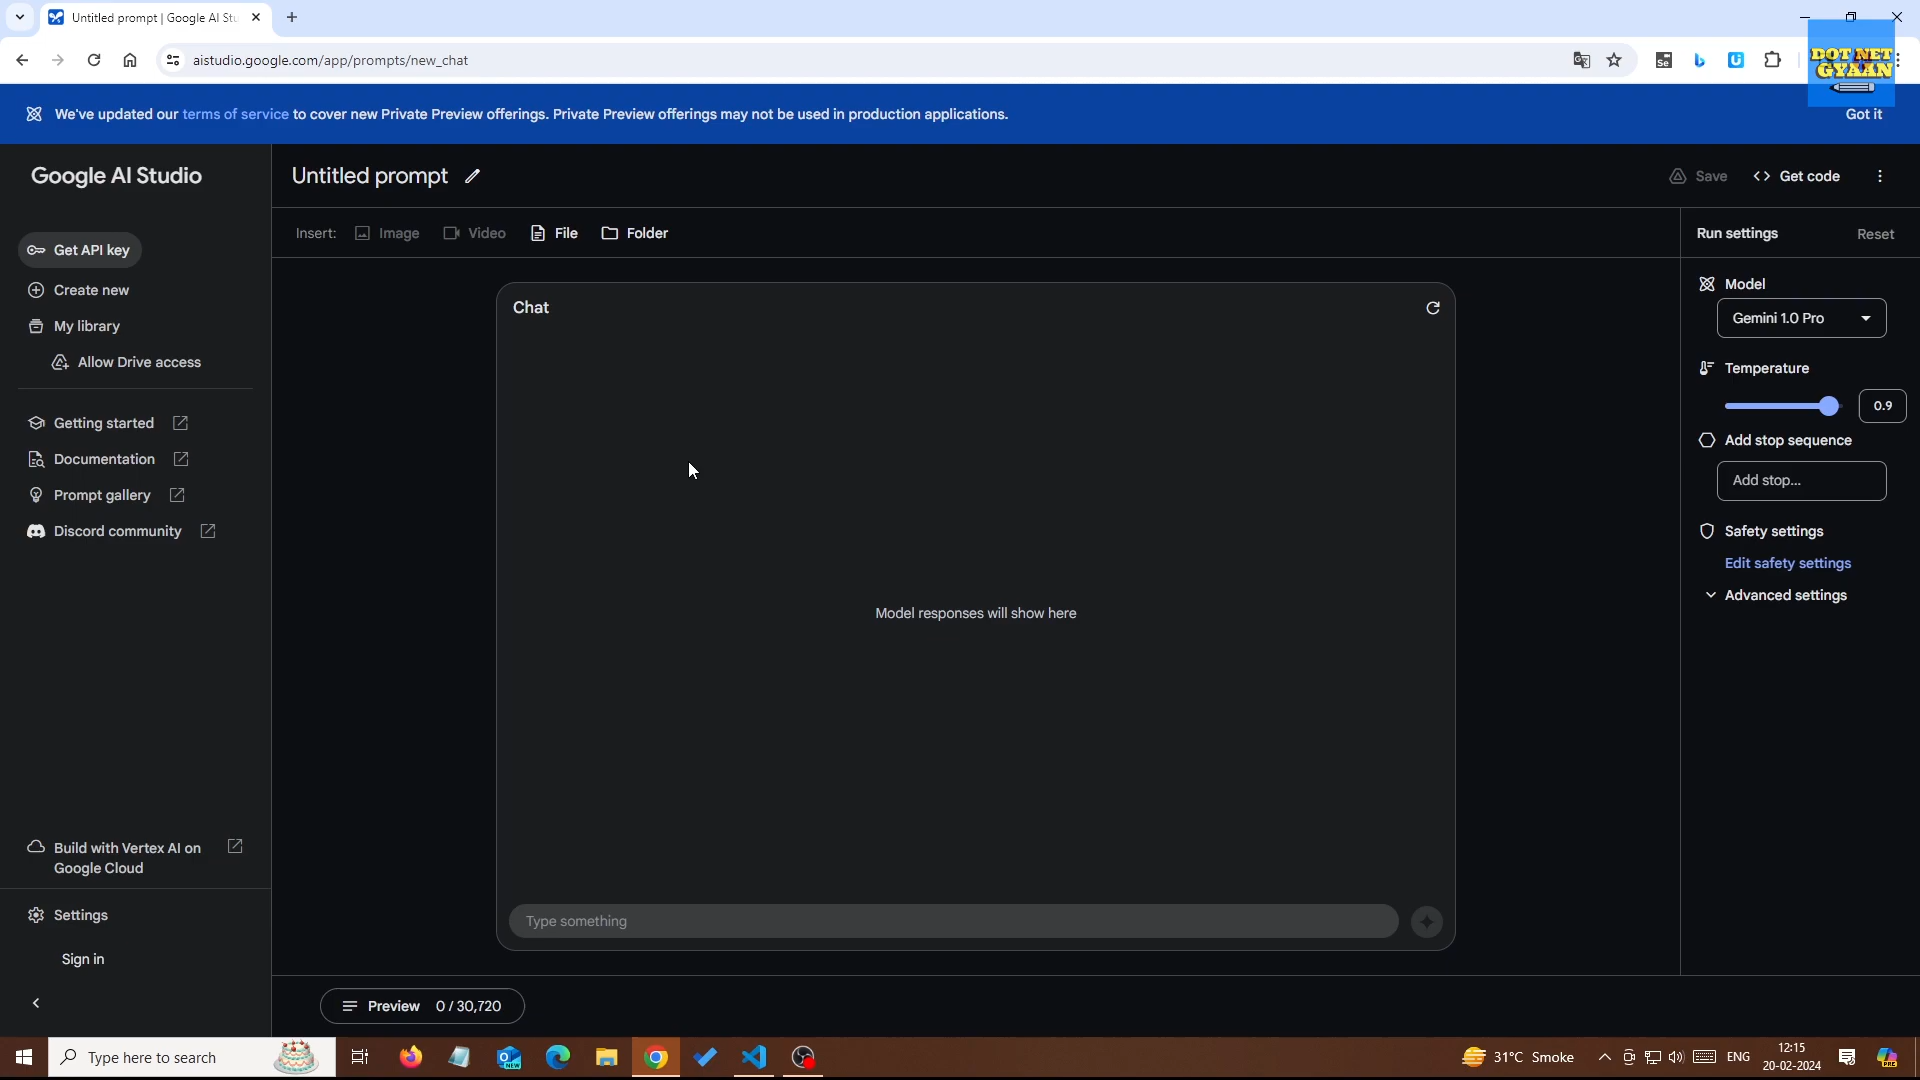 Untitled prompt | Google AI Stu
aistudio.google.com/app/prompts/new_chat
DOT NET
GYAAN
We've updated our terms of service to cover new Private Preview offerings. Private Preview offerings may not be used in production applications.
Got it
Google AI Studio
Untitled prompt
Save
Get code
Get API key
Create new
My library
Allow Drive access
Getting started
Documentation
Prompt gallery
Discord community
Build with Vertex AI on
Google Cloud
Settings
Sign in
Insert:
Image
Video
File
Folder
Chat
Model responses will show here
Type something
Preview 0 / 30,720
Run settings
Reset
Model
Gemini 1.0 Pro
Temperature
0.9
Add stop sequence
Add stop...
Safety settings
Edit safety settings
Advanced settings
Type here to search
31°C Smoke
ENG
12:15
20-02-2024